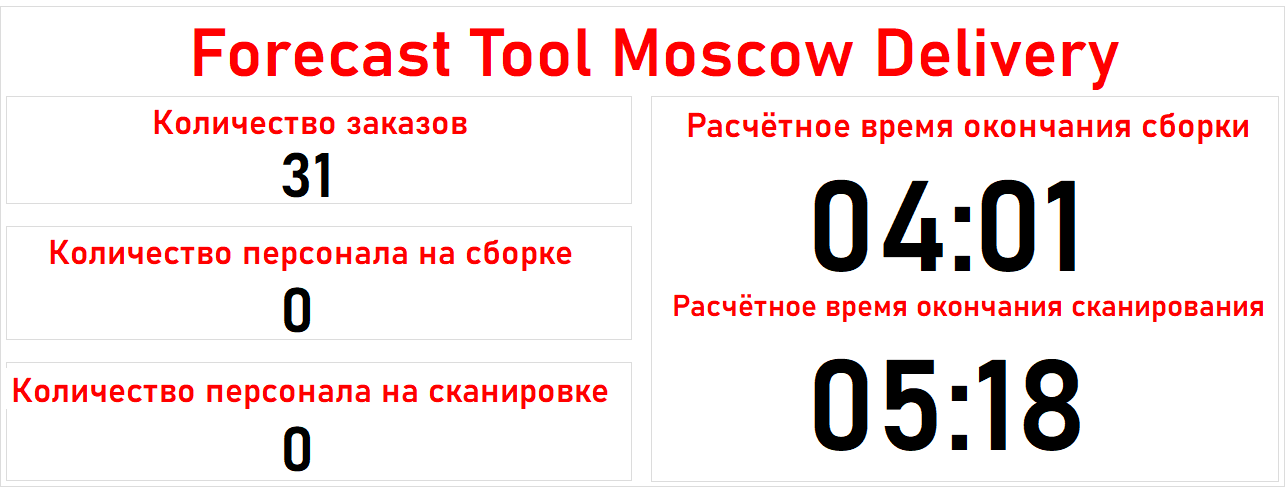 Forecast Tool Moscow Delivery
Количество заказов
31
Количество персонала на сборке
0
Количество персонала на сканировке
0
Расчётное время окончания сборки
04:01
Расчётное время окончания сканирования
05:18